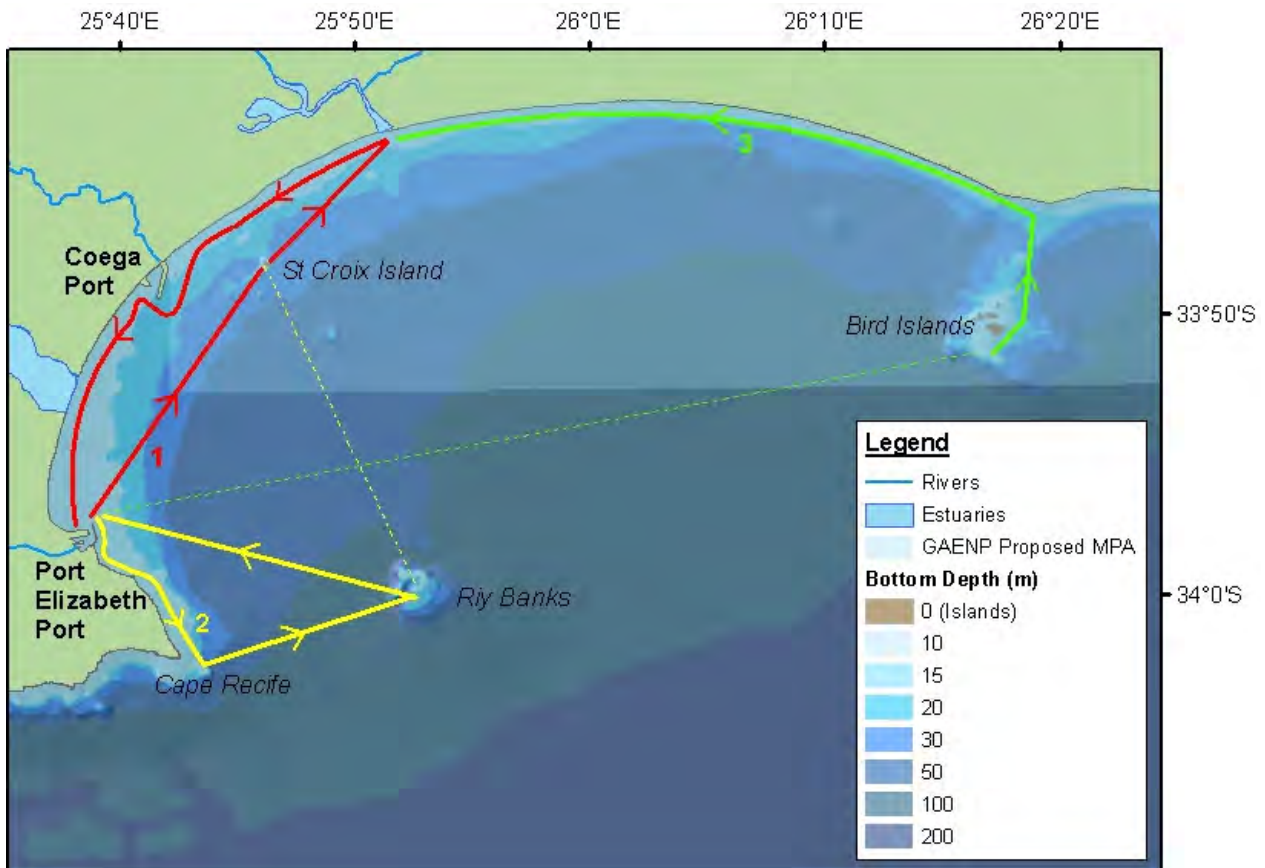 25°40'E 25°50'E 26°0'E 26°10'E 26°20'E
3
Coega
Port
St Croix Island
Bird Islands
33°50'S
1
Port
Elizabeth
Port
2
Riy Banks
34°0'S
Cape Recife
Legend
Rivers
Estuaries
GAENP Proposed MPA
Bottom Depth (m)
0 (Islands)
10
15
20
30
50
100
200